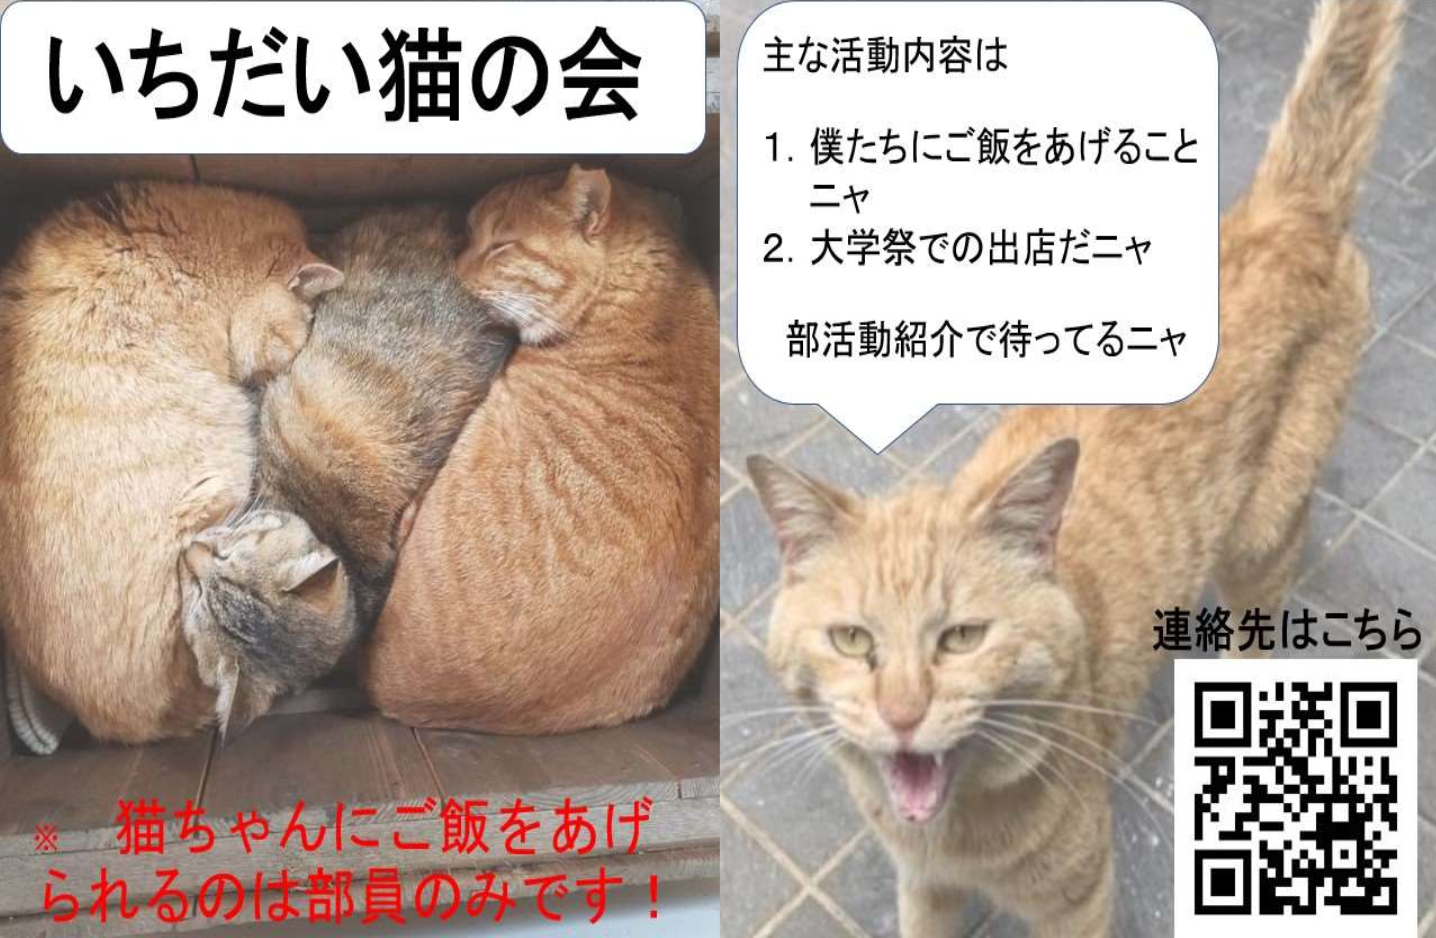 いちだい猫の会
※ 猫ちゃんにご飯をあげ
られるのは部員のみです！
主な活動内容は
1. 僕たちにご飯をあげること
ニャ
2. 大学祭での出店だニャ
部活動紹介で待ってるニャ
連絡先はこちら